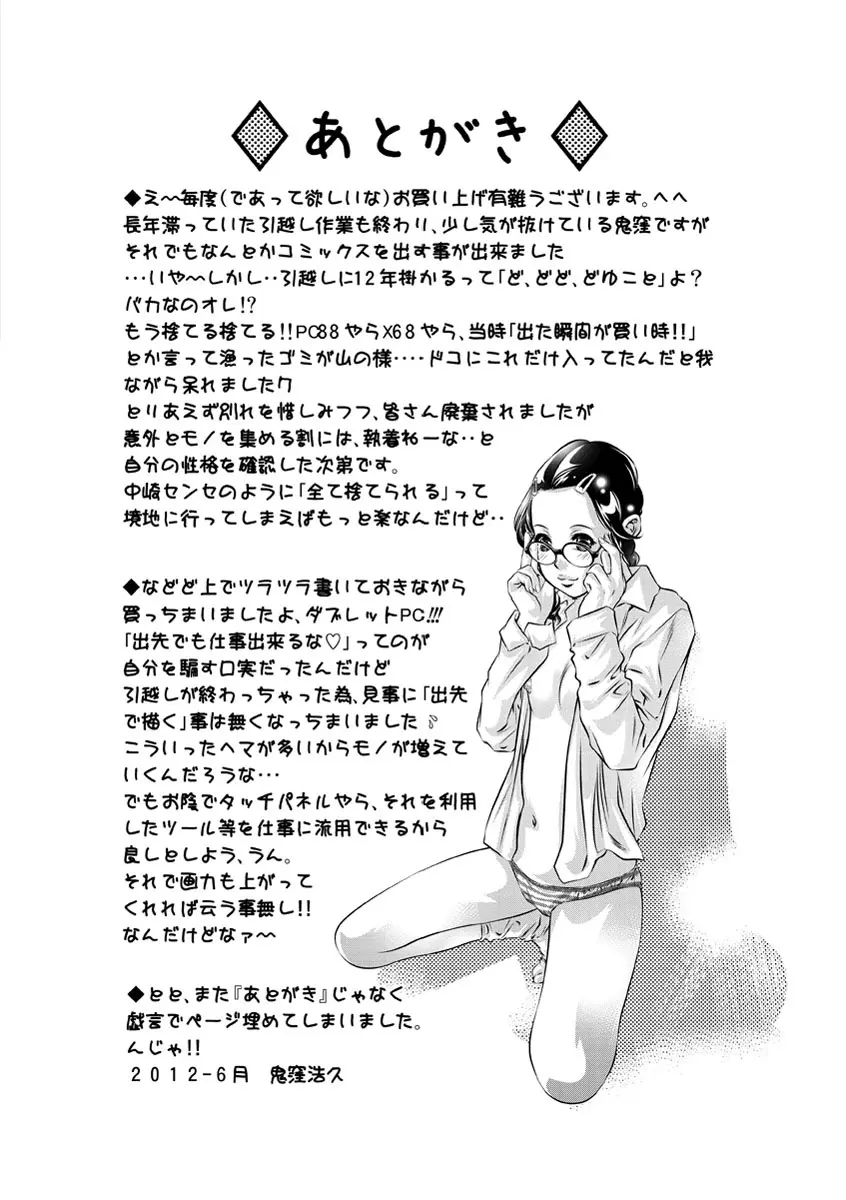 あとがき
◆え～毎度(であって欲しいな)お買い上げ有難うございます。へへ
長年滞っていた引越し作業も終わり、少し気が抜けている鬼窪ですが
それでもなんとかコミックスを出す事が出来ました
…いや～しかし‥引越しに12年掛かるって「ど、どど、どゆこと」よ？
バカなのオレ!?
もう捨てる捨てる!!PC88やらX68やら、当時「出た瞬間が買い時!!」
とか言って漁ったゴミが山の様‥‥ドコにこれだけ入ってたんだと我
ながら呆れましたワ
とりあえず別れを惜しみつつ、皆さん廃棄されましたが
意外とモノを集める割には、執着ねーな‥と
自分の性格を確認した次第です。
中崎センセのように「全て捨てられる」って
境地に行ってしまえばもっと楽なんだけど‥
◆などど上でツラツラ書いておきながら
買っちまいましたよ、タブレットPC!!!
「出先でも仕事出来るな♡」ってのが
自分を騙す口実だったんだけど
引越しが終わっちゃった為、見事に「出先
で描く」事は無くなっちまいました♪
こういったヘマが多いからモノが増えて
いくんだろうな…
でもお陰でタッチパネルやら、それを利用
したツール等を仕事に流用できるから
良しとしよう、うん。
それで画力も上がって
くれれば云う事無し!!
なんだけどなァ～
◆とと、また『あとがき』じゃなく
戯言でページ埋めてしまいました。
んじゃ!!
2012-6月　鬼窪浩久